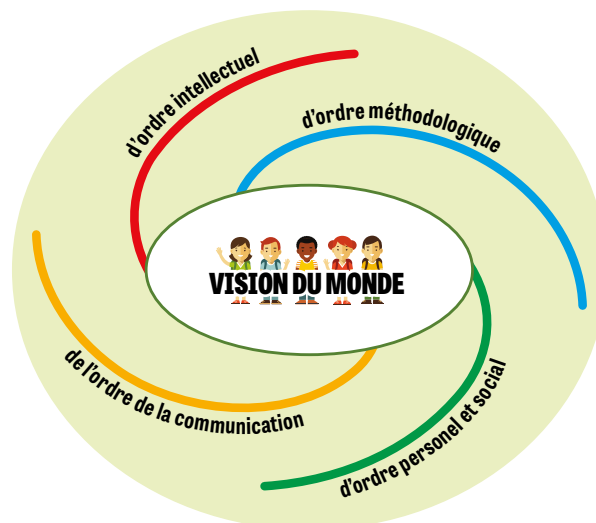 d'ordre intellectuel
d'ordre méthodologique
VISION DU MONDE
de l'ordre de la communication
d'ordre personel et social